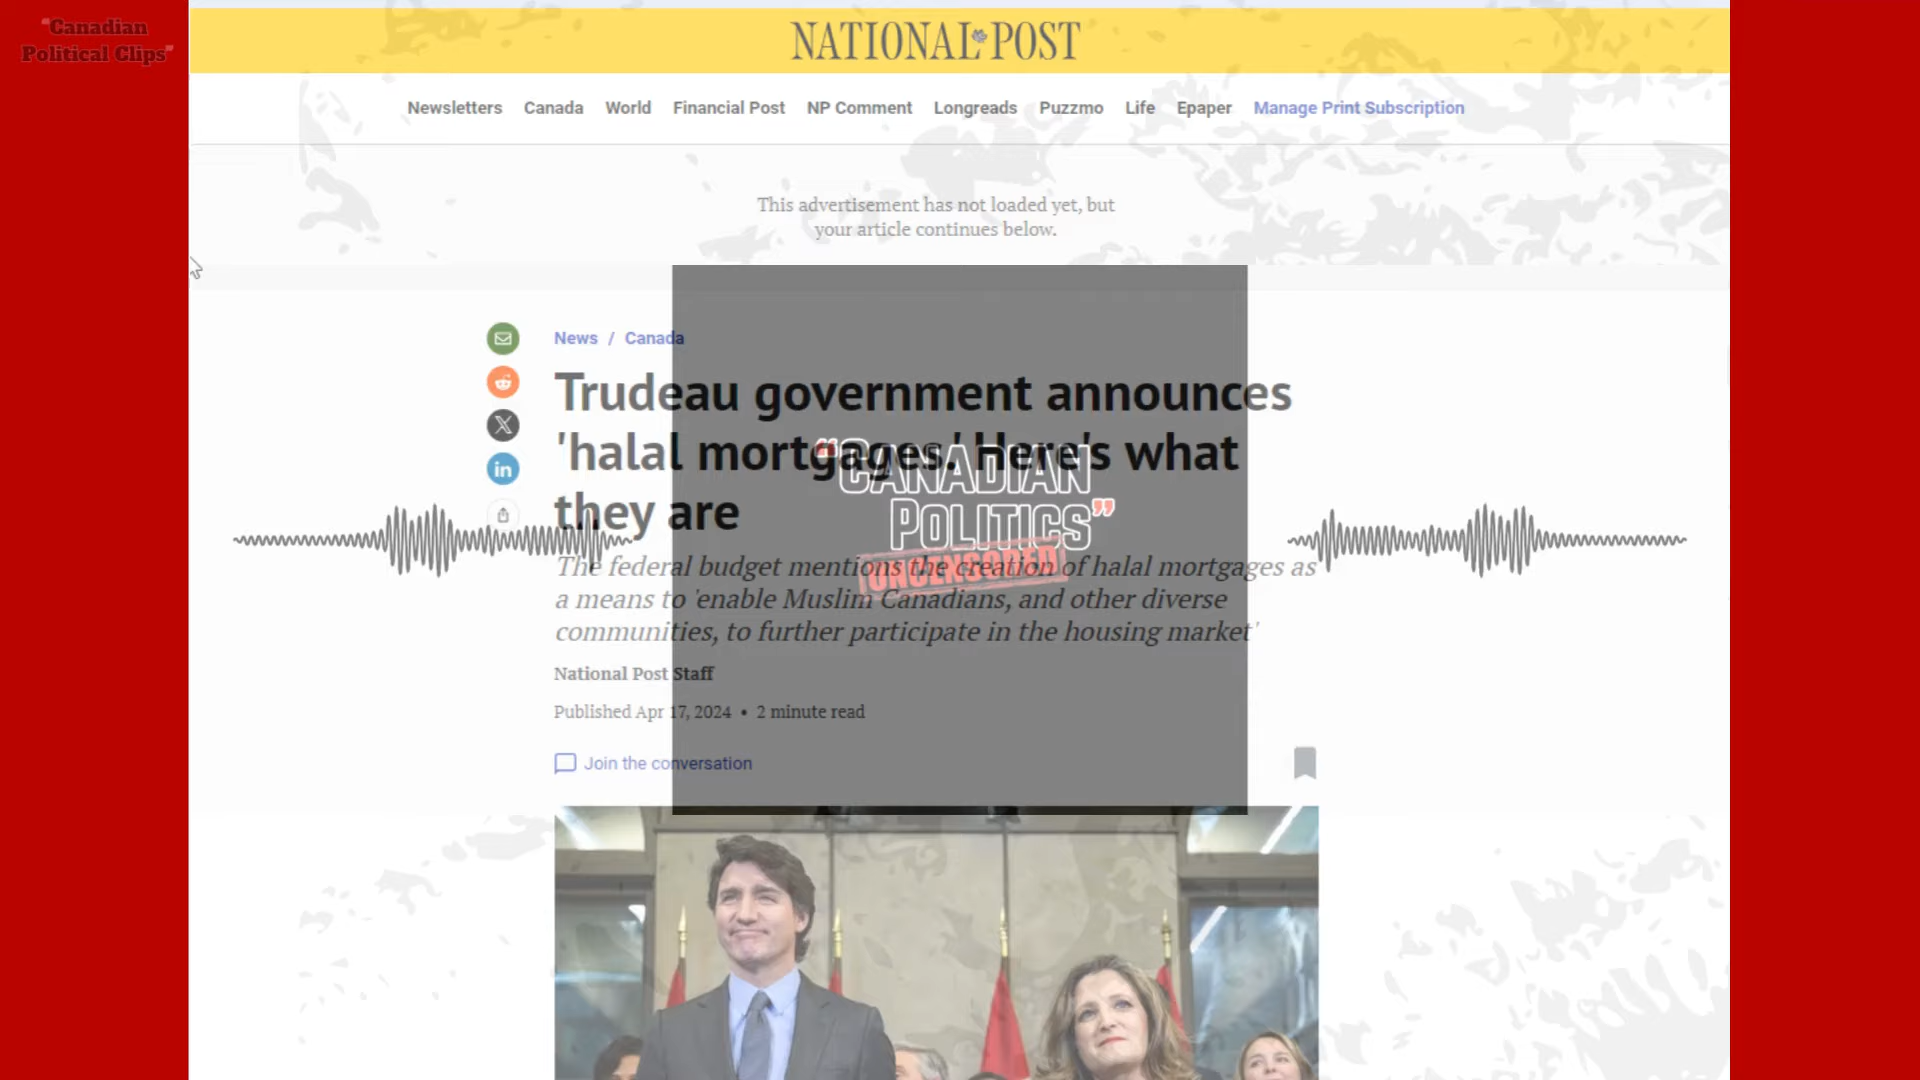 "Canadian
Political Clips"
NATIONAL POST
Newsletters Canada World Financial Post NP Comment Longreads Puzzmo Life Epaper Manage Print Subscription
This advertisement has not loaded yet, but
your article continues below.
News / Canada
Trudeau government announces
'halal mortgages.' Here's what
they are
"CANADIAN
POLITICS"
UNCENSORED
The federal budget mentions the creation of halal mortgages as
a means to 'enable Muslim Canadians, and other diverse
communities, to further participate in the housing market'
National Post Staff
Published Apr 17, 2024 • 2 minute read
Join the conversation